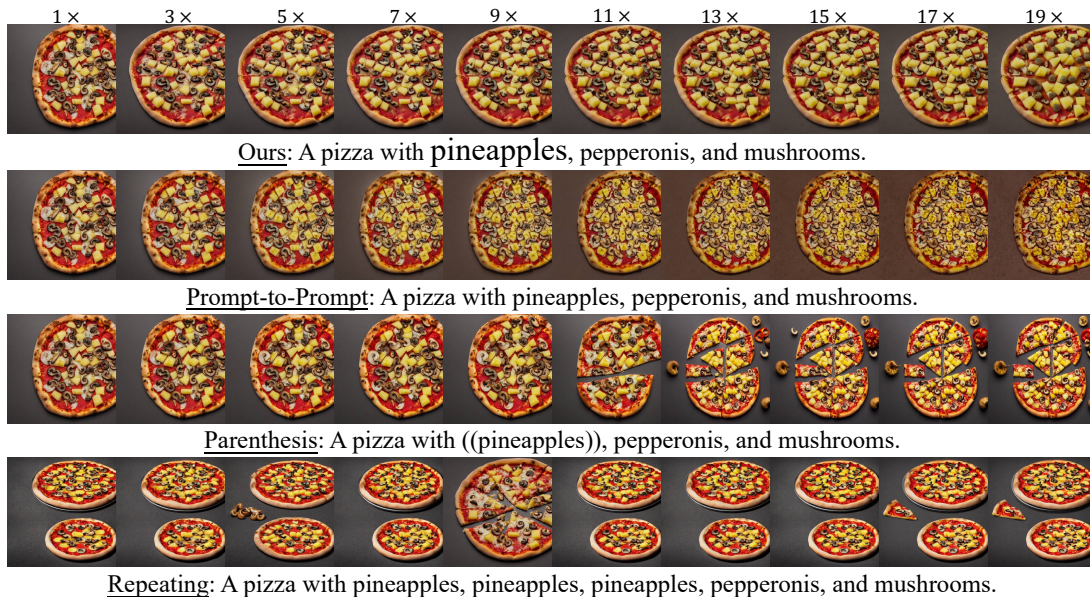 1 × 3 × 5 × 7 × 9 × 11 × 13 × 15 × 17 × 19 ×
Ours: A pizza with pineapples, pepperonis, and mushrooms.
Prompt-to-Prompt: A pizza with pineapples, pepperonis, and mushrooms.
Parenthesis: A pizza with ((pineapples)), pepperonis, and mushrooms.
Repeating: A pizza with pineapples, pineapples, pineapples, pepperonis, and mushrooms.